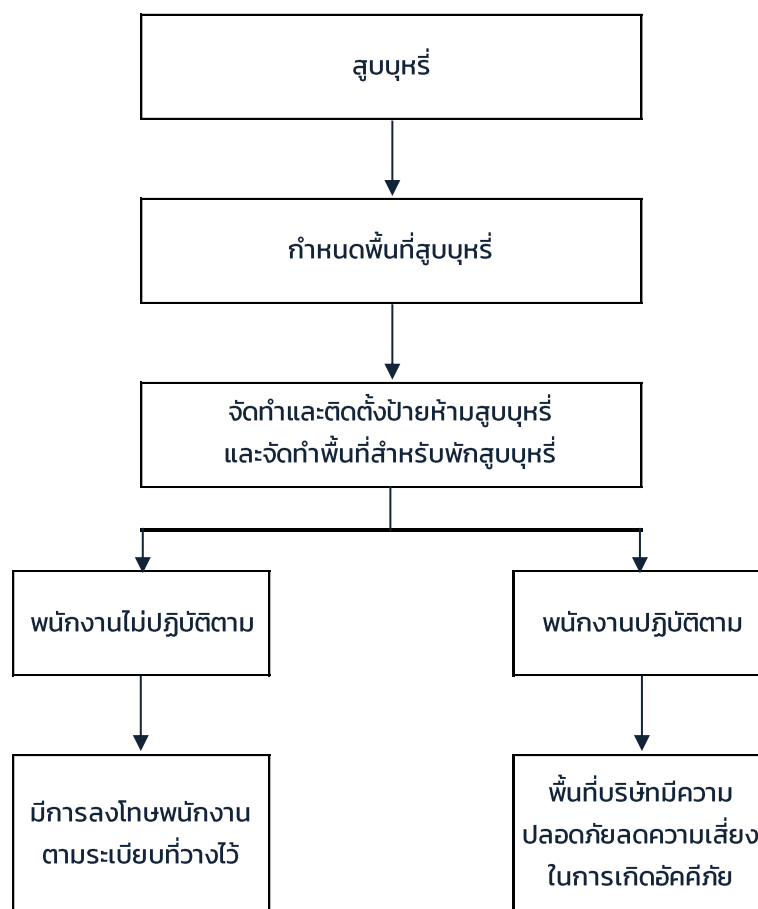 สูบบุหรี่
กำหนดพื้นที่สูบบุหรี่
จัดทำและติดตั้งป้ายห้ามสูบบุหรี่
และจัดทำพื้นที่สำหรับพักสูบบุหรี่
พนักงานไม่ปฏิบัติตาม
พนักงานปฏิบัติตาม
มีการลงโทษพนักงาน
ตามระเบียบที่วางไว้
พื้นที่บริษัทมีความ
ปลอดภัยลดความเสี่ยง
ในการเกิดอัคคีภัย